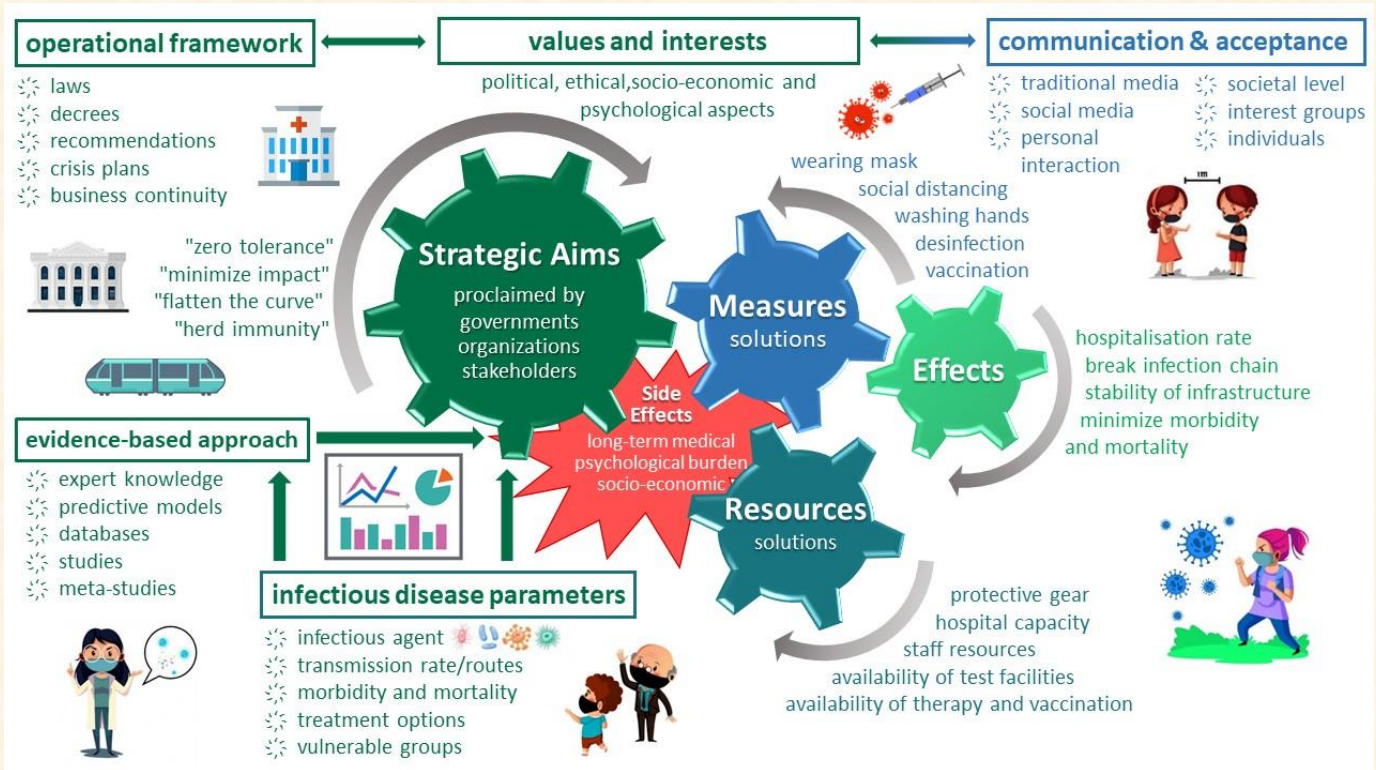 operational framework
laws
decrees
recommendations
crisis plans
business continuity
values and interests
political, ethical,socio-economic and
psychological aspects
communication & acceptance
traditional media
social media
personal
interaction
societal level
interest groups
individuals
1m
wearing mask
social distancing
washing hands
desinfection
vaccination
"zero tolerance"
"minimize impact"
"flatten the curve"
"herd immunity"
Strategic Aims
proclaimed by
governments
organizations
stakeholders
Measures
solutions
Effects
hospitalisation rate
break infection chain
stability of infrastructure
minimize morbidity
and mortality
Side
Effects
long-term medical
psychological burden
socio-economic
Resources
solutions
protective gear
hospital capacity
staff resources
availability of test facilities
availability of therapy and vaccination
evidence-based approach
expert knowledge
predictive models
databases
studies
meta-studies
infectious disease parameters
infectious agent
transmission rate/routes
morbidity and mortality
treatment options
vulnerable groups